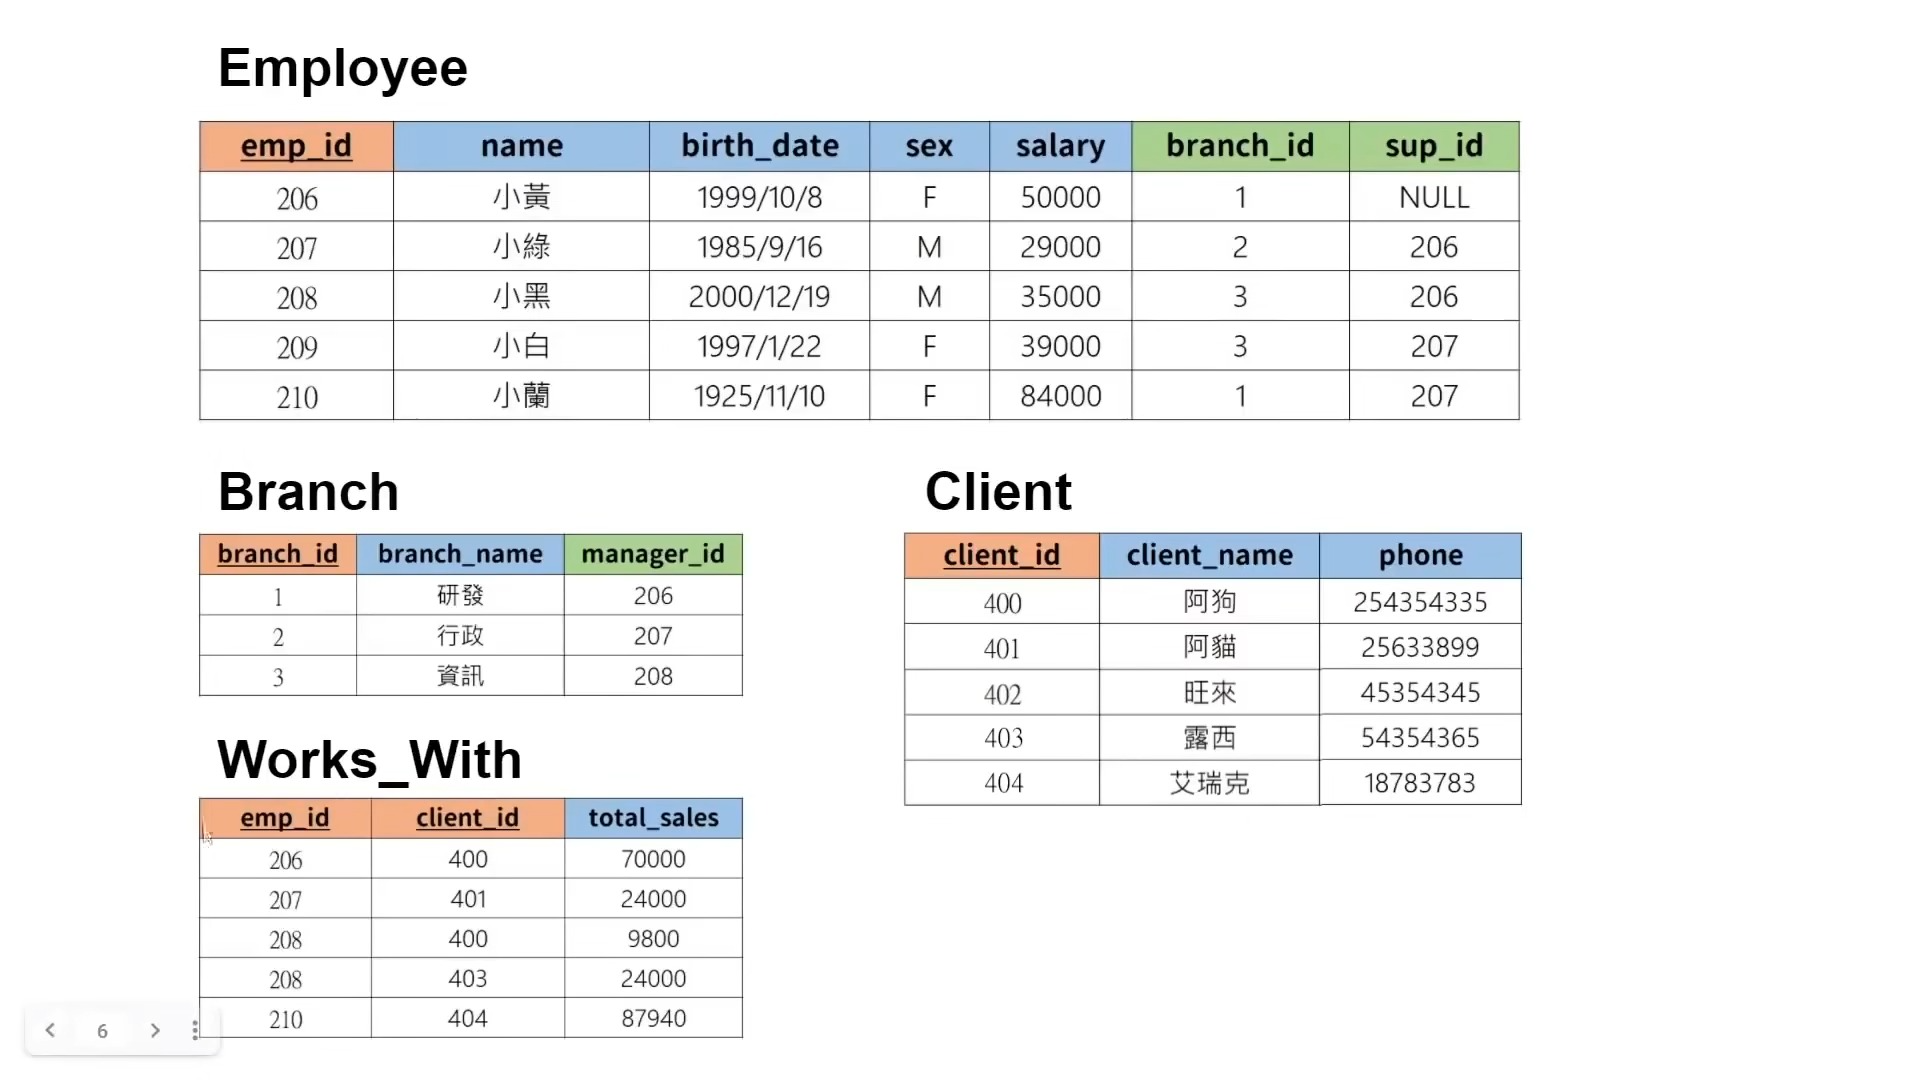 Employee
emp_id name birth_date sex salary branch_id sup_id
206 小黃 1999/10/8 F 50000 1 NULL
207 小綠 1985/9/16 M 29000 2 206
208 小黑 2000/12/19 M 35000 3 206
209 小白 1997/1/22 F 39000 3 207
210 小蘭 1925/11/10 F 84000 1 207
Branch
branch_id branch_name manager_id
1 研發 206
2 行政 207
3 資訊 208
Client
client_id client_name phone
400 阿狗 254354335
401 阿貓 25633899
402 旺來 45354345
403 露西 54354365
404 艾瑞克 18783783
Works_With
emp_id client_id total_sales
206 400 70000
207 401 24000
208 400 9800
208 403 24000
210 404 87940
6